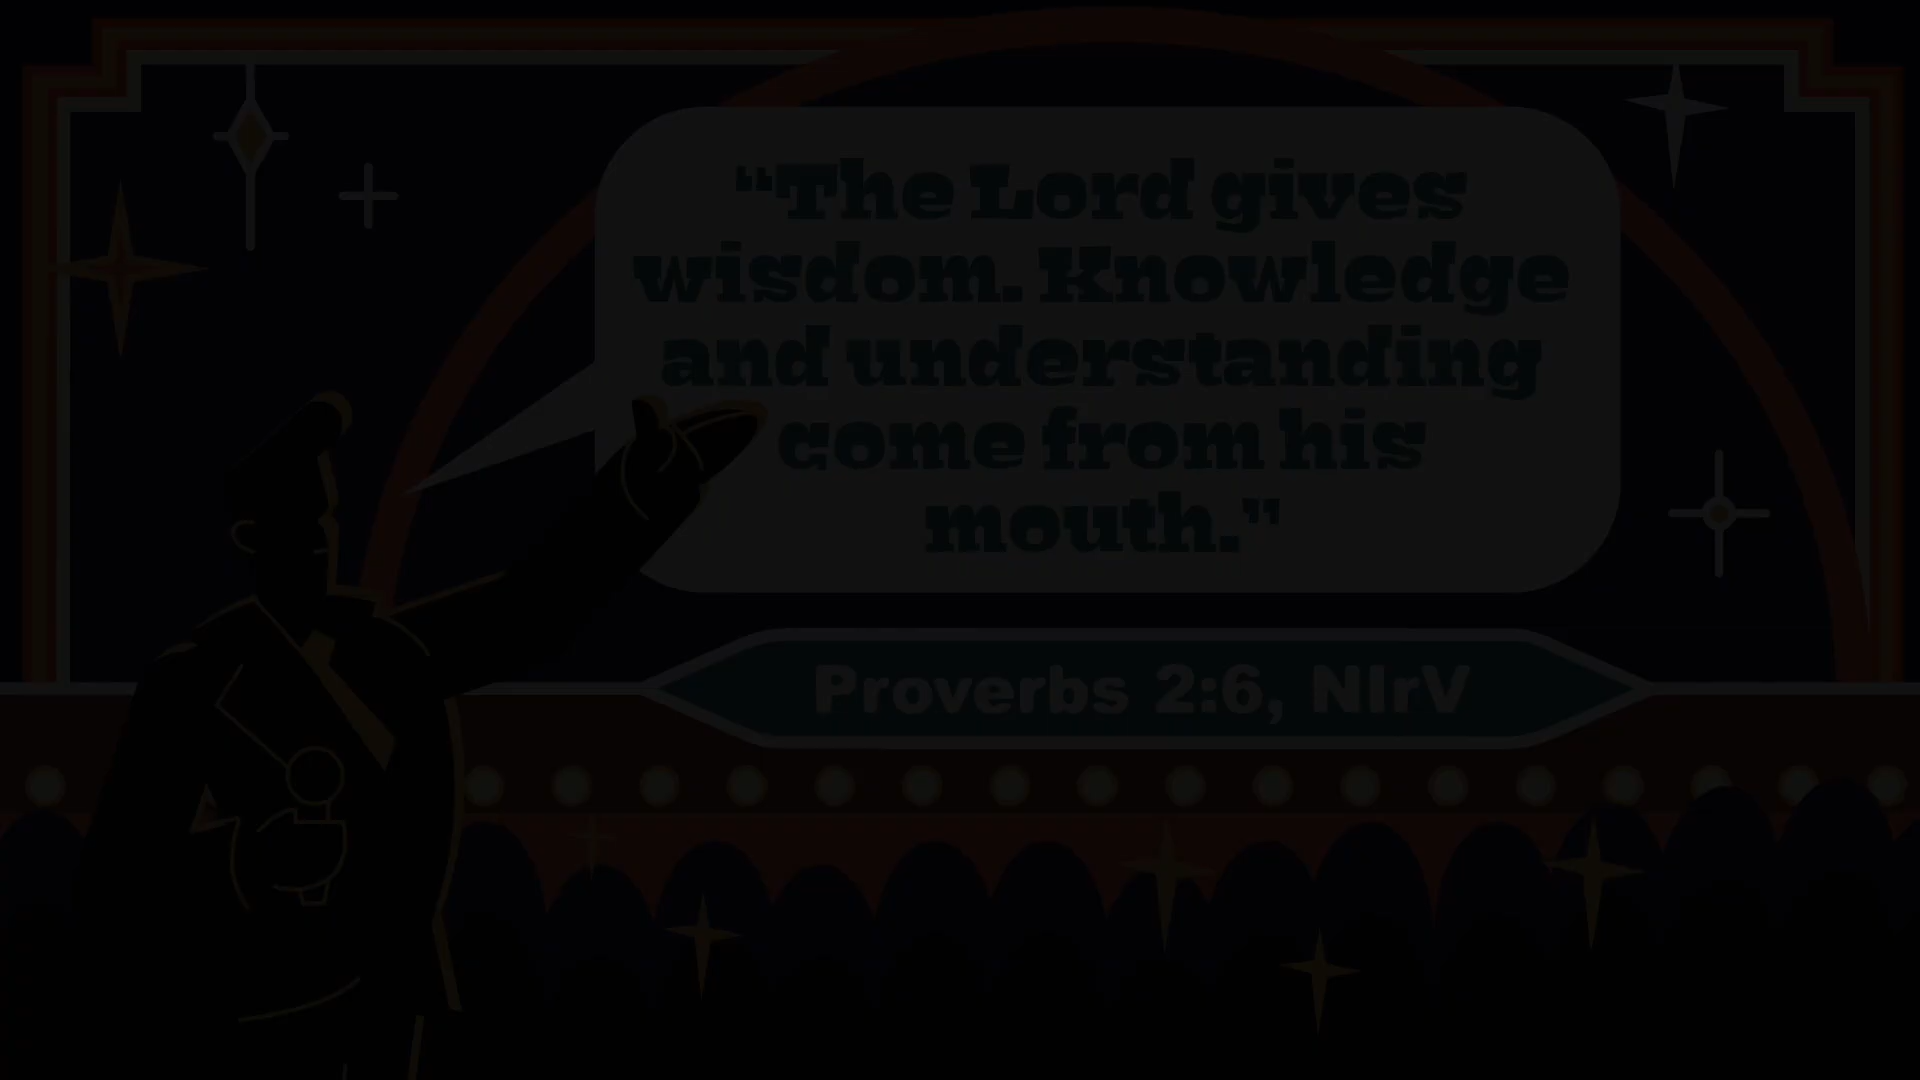 “The Lord gives
wisdom. Knowledge
and understanding
come from his
mouth.”
Proverbs 2:6, NIrV